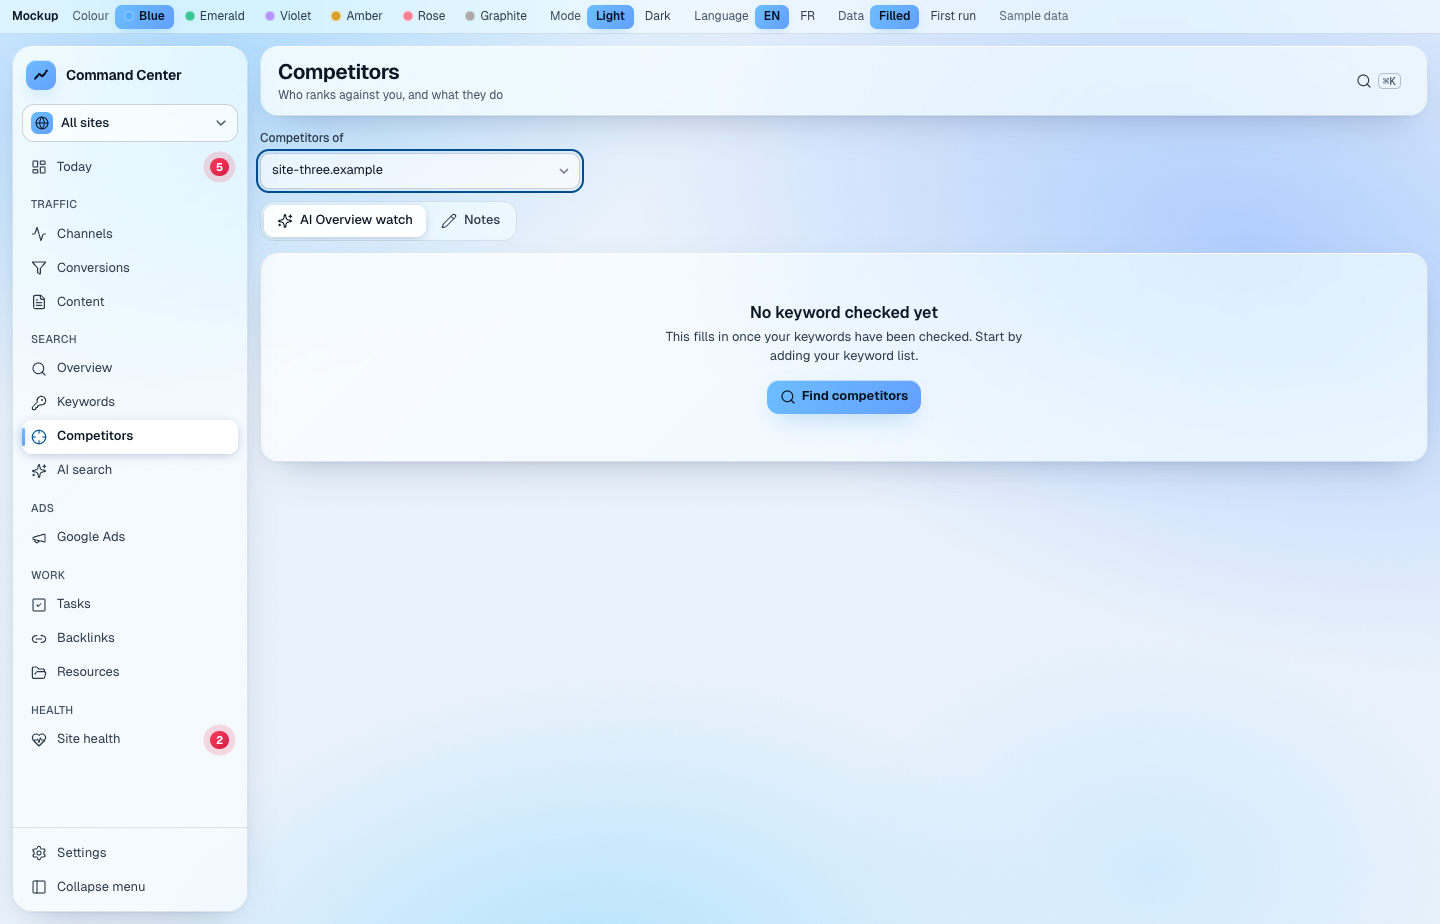 Mockup Colour Blue Emerald Violet Amber Rose Graphite Mode Light Dark Language EN FR Data Filled First run Sample data
Command Center
All sites
Today 5
TRAFFIC
Channels
Conversions
Content
SEARCH
Overview
Keywords
Competitors
AI search
ADS
Google Ads
WORK
Tasks
Backlinks
Resources
HEALTH
Site health 2
Settings
Collapse menu
Competitors
Who ranks against you, and what they do
⌘K
Competitors of
site-three.example
AI Overview watch Notes
No keyword checked yet
This fills in once your keywords have been checked. Start by
adding your keyword list.
Find competitors